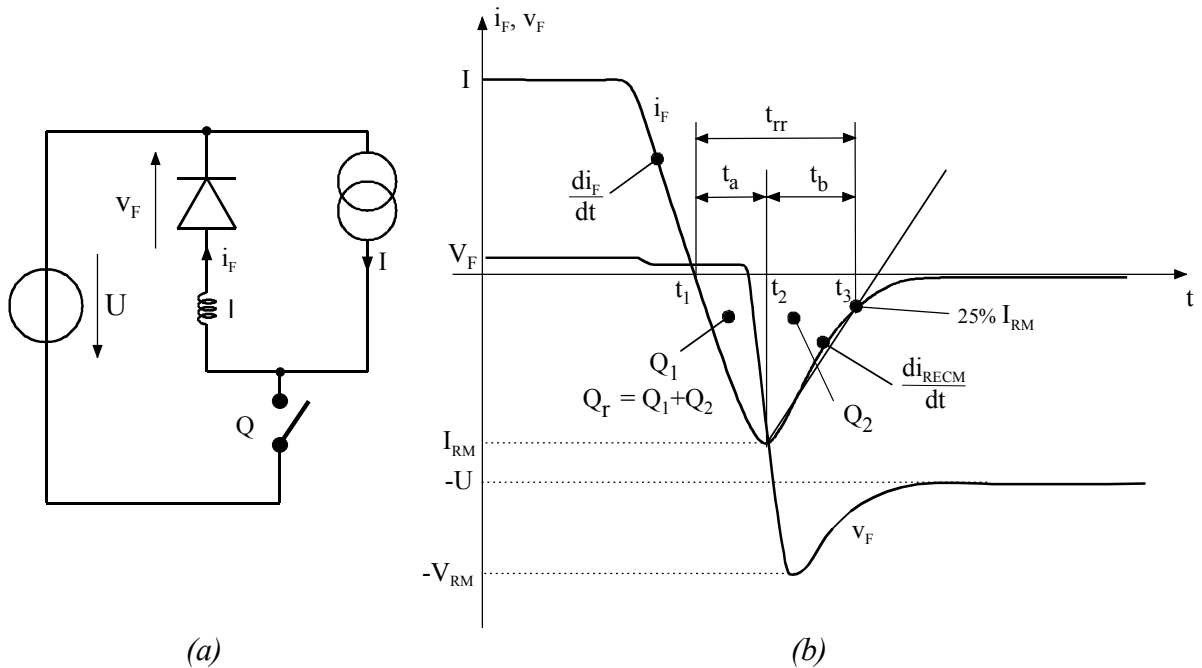 v_F
i_F
l
U
I
Q
(a)
i_F, v_F
I
i_F
t_rr
t_a
t_b
di_F
dt
V_F
t_1
t_2
t_3
t
25% I_RM
Q_1
Q_r = Q_1+Q_2
Q_2
di_RECM
dt
I_RM
-U
v_F
-V_RM
(b)